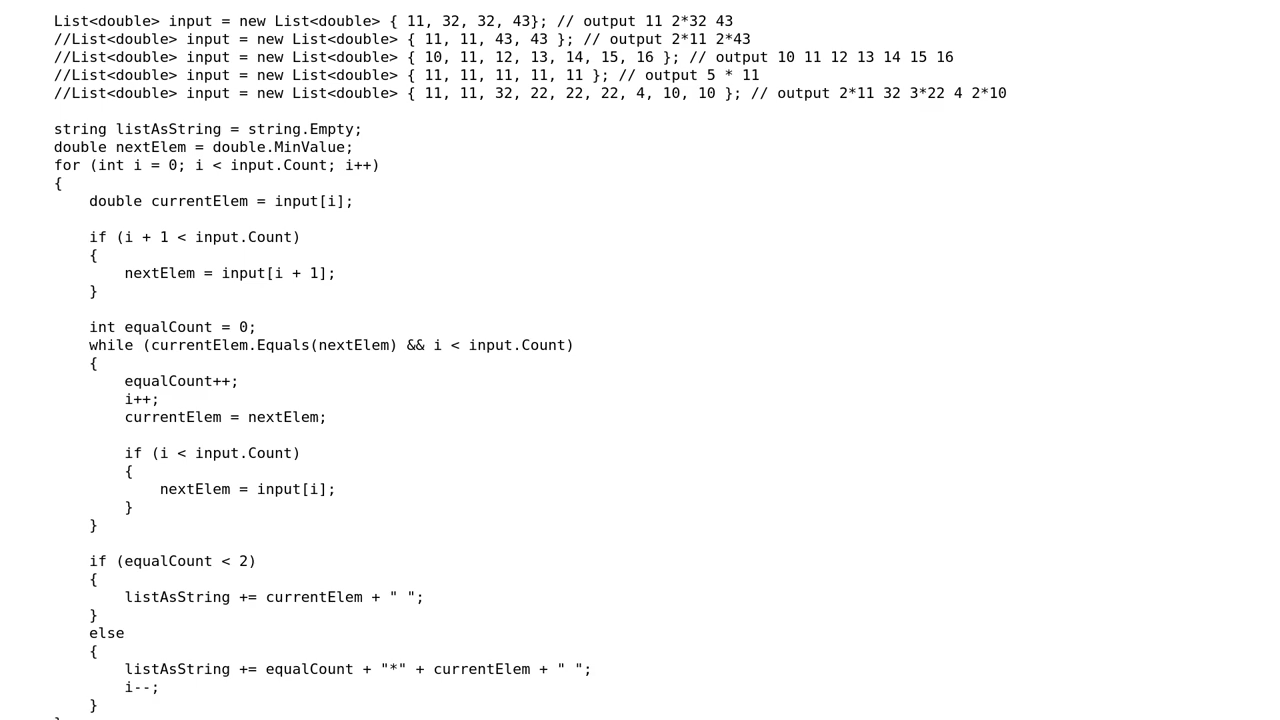 List<double> input = new List<double> { 11, 32, 32, 43}; // output 11 2*32 43
//List<double> input = new List<double> { 11, 11, 43, 43 }; // output 2*11 2*43
//List<double> input = new List<double> { 10, 11, 12, 13, 14, 15, 16 }; // output 10 11 12 13 14 15 16
//List<double> input = new List<double> { 11, 11, 11, 11, 11 }; // output 5 * 11
//List<double> input = new List<double> { 11, 11, 32, 22, 22, 22, 4, 10, 10 }; // output 2*11 32 3*22 4 2*10

string listAsString = string.Empty;
double nextElem = double.MinValue;
for (int i = 0; i < input.Count; i++)
{
    double currentElem = input[i];

    if (i + 1 < input.Count)
    {
        nextElem = input[i + 1];
    }

    int equalCount = 0;
    while (currentElem.Equals(nextElem) && i < input.Count)
    {
        equalCount++;
        i++;
        currentElem = nextElem;

        if (i < input.Count)
        {
            nextElem = input[i];
        }
    }

    if (equalCount < 2)
    {
        listAsString += currentElem + " ";
    }
    else
    {
        listAsString += equalCount + "*" + currentElem + " ";
        i--;
    }